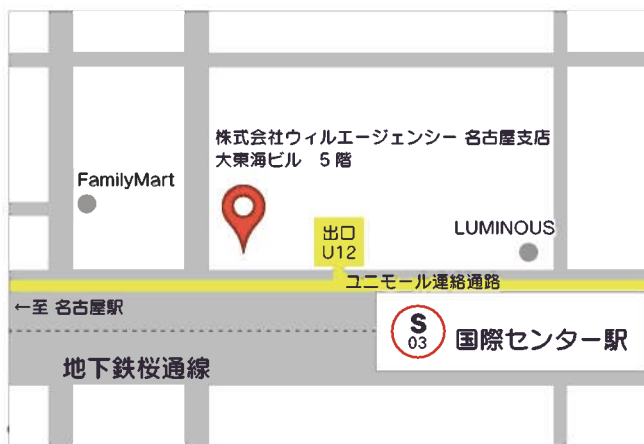 株式会社ウィルエージェンシー 名古屋支店
大東海ビル 5階
FamilyMart
出口
U12
LUMINOUS
ユニモール連絡通路
←至 名古屋駅
S
03
国際センター駅
地下鉄桜通線